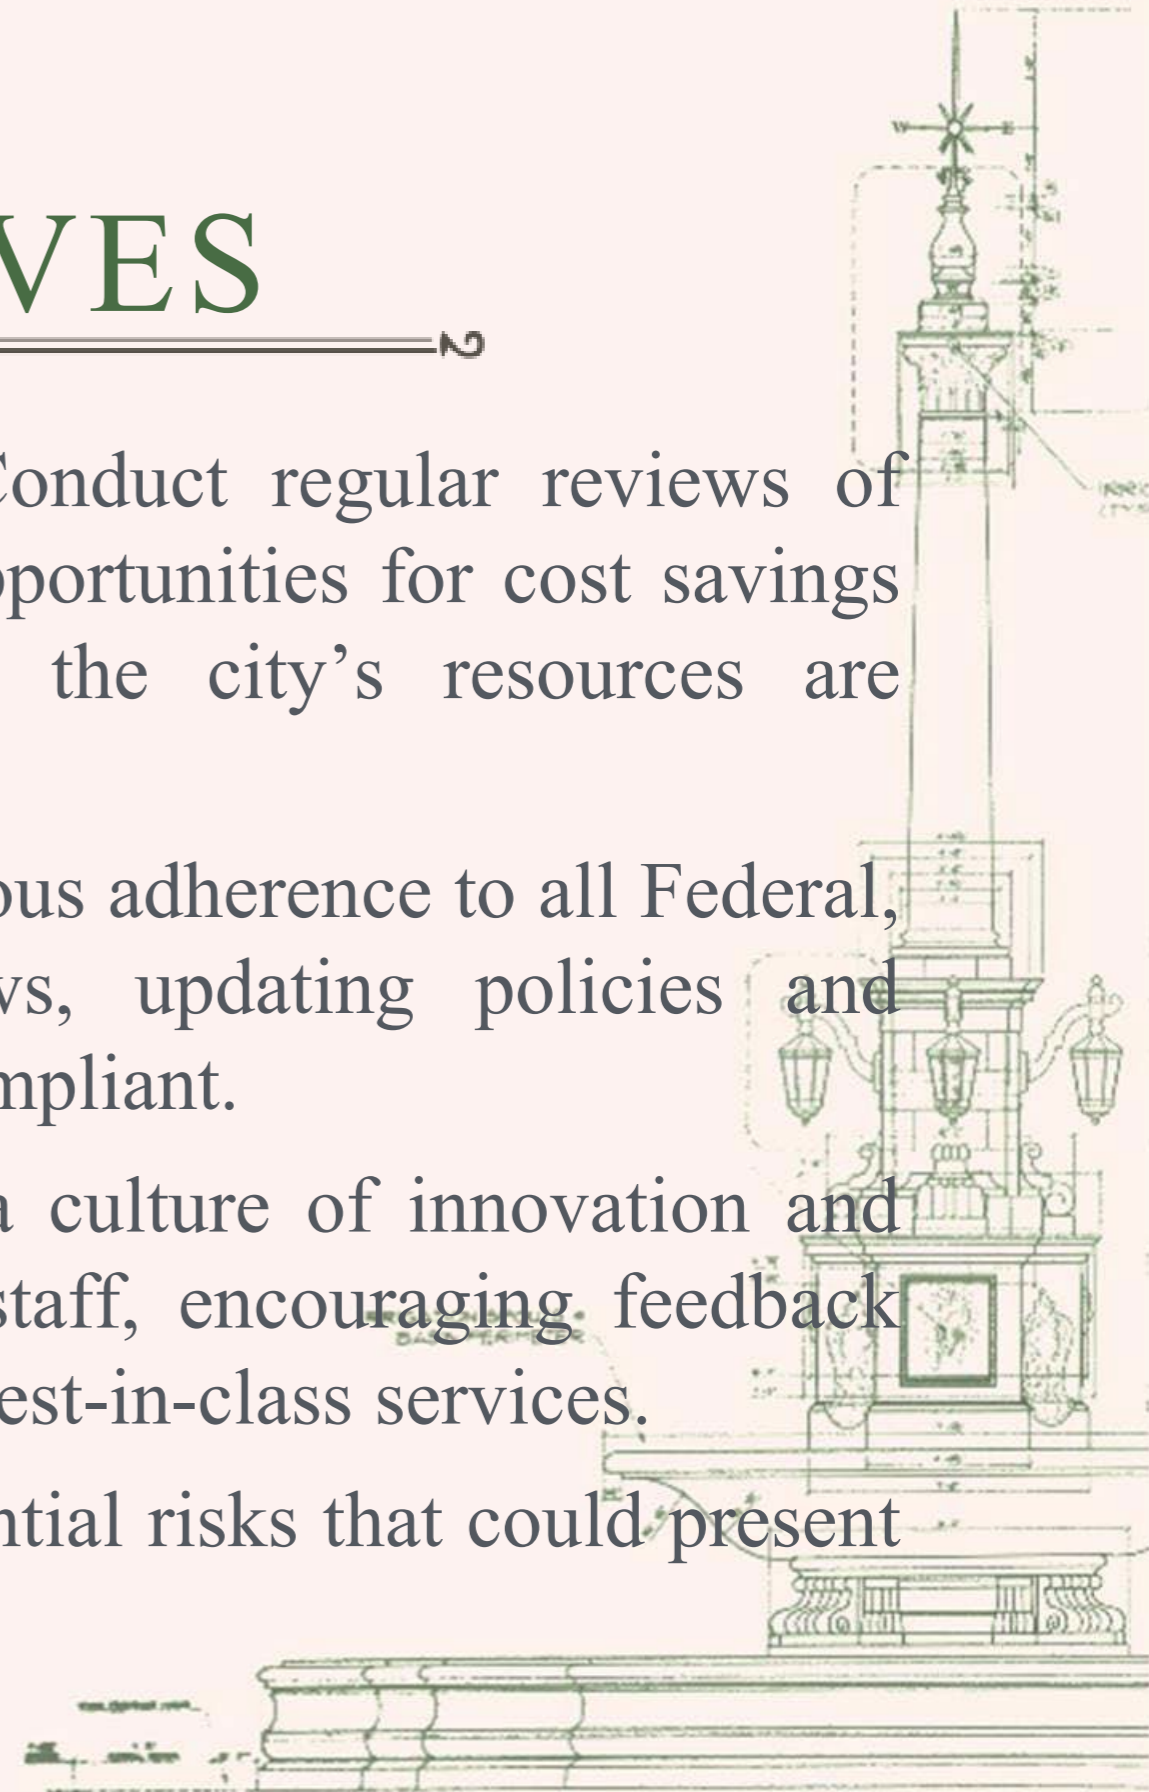 VES
Conduct regular reviews of
pportunities for cost savings
the city’s resources are
ous adherence to all Federal,
ws, updating policies and
mpliant.
a culture of innovation and
staff, encouraging feedback
est-in-class services.
ntial risks that could present
W E